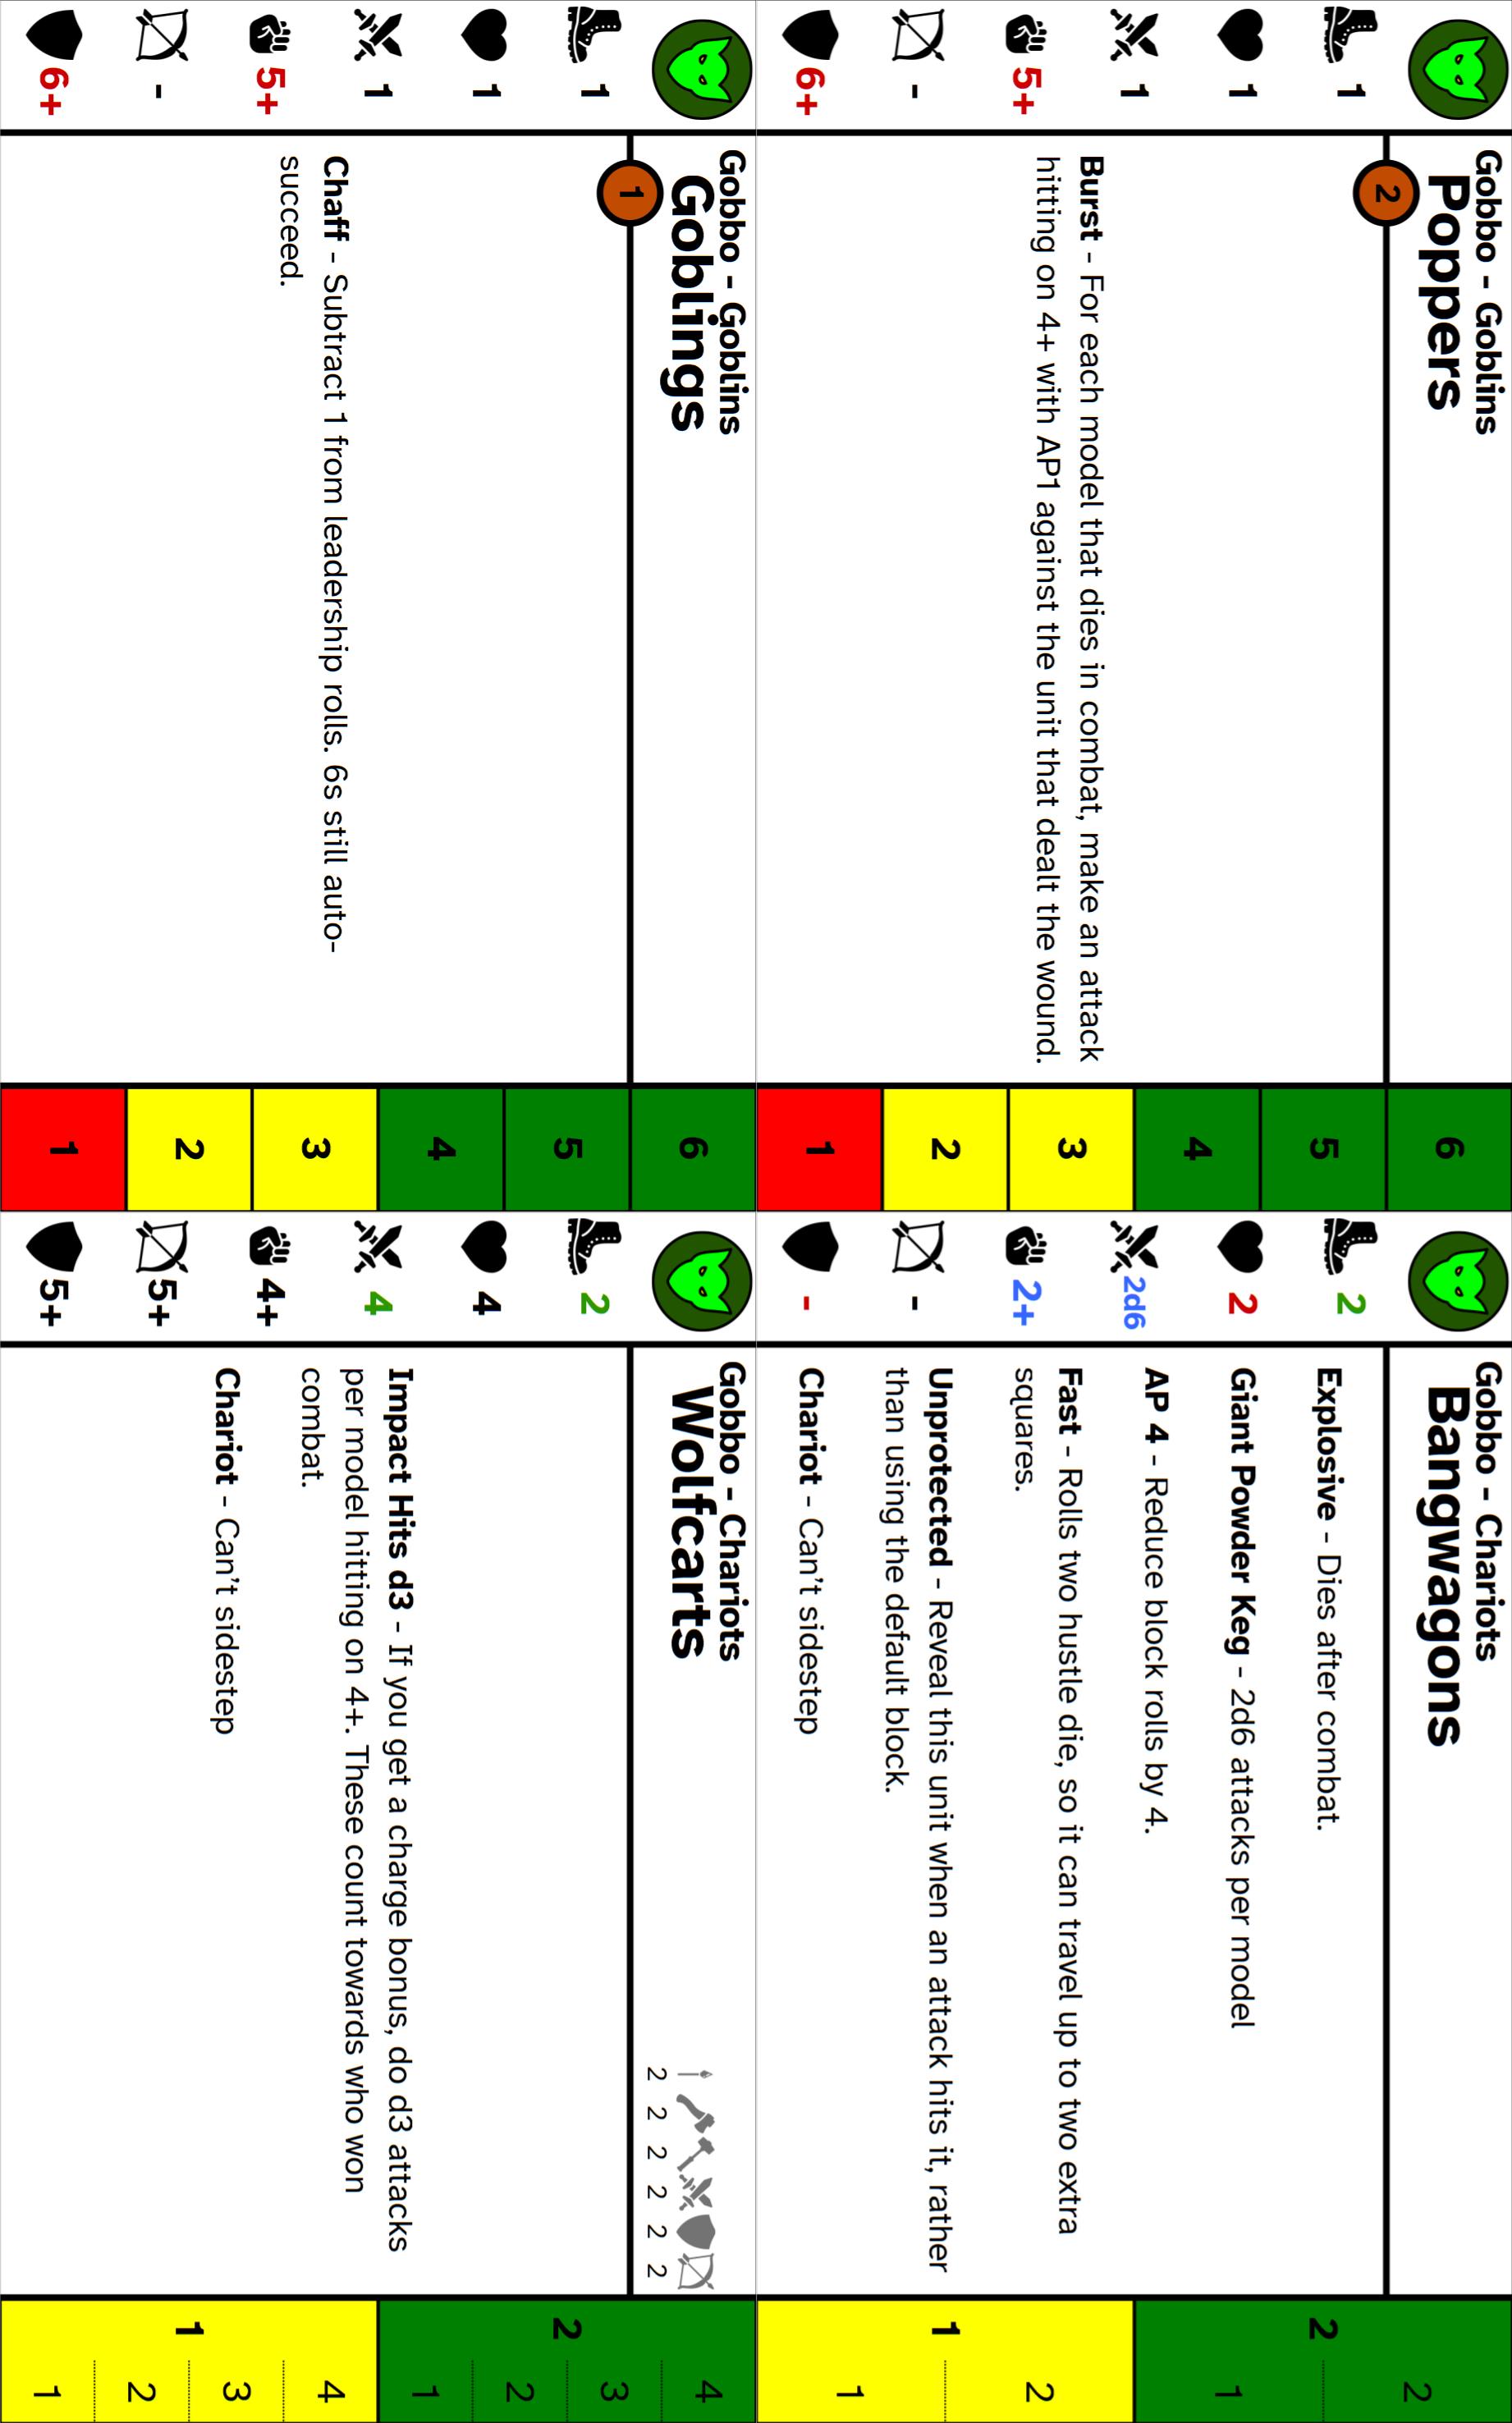 Gobbo - Goblins
Poppers
2
1
1
1
5+
-
6+
Burst - For each model that dies in combat, make an attack
hitting on 4+ with AP1 against the unit that dealt the wound.
6
5
4
3
2
1
Gobbo - Chariots
Bangwagons
2
2
2d6
2+
-
-
Explosive - Dies after combat.
Giant Powder Keg - 2d6 attacks per model
AP 4 - Reduce block rolls by 4.
Fast - Rolls two hustle die, so it can travel up to two extra
squares.
Unprotected - Reveal this unit when an attack hits it, rather
than using the default block.
Chariot - Can't sidestep
2
2
1
1
2
1
Gobbo - Goblins
Goblings
1
1
1
1
5+
-
6+
Chaff - Subtract 1 from leadership rolls. 6s still auto-
succeed.
6
5
4
3
2
1
Gobbo - Chariots
Wolfcarts
2 2 2 2 2 2
2
4
4
4+
5+
5+
Impact Hits d3 - If you get a charge bonus, do d3 attacks
per model hitting on 4+. These count towards who won
combat.
Chariot - Can’t sidestep
2
4
3
2
1
1
4
3
2
1